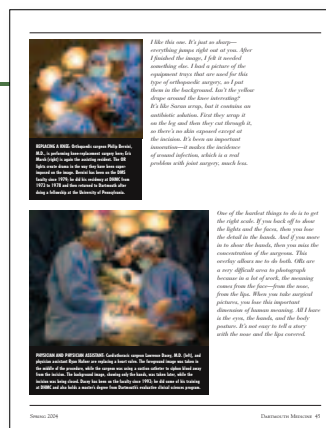 I like this one. It's just so sharp—
everything jumps right out at you. After
I finished the image, I felt it needed
something else. I had a picture of the
equipment trays that are used for this
type of orthopaedic surgery, so I put
them in the background. Isn't the yellow
drape around the knee interesting?
It's like Saran wrap, but it contains an
antibiotic solution. First they wrap it
on the leg and then they cut through it,
so there's no skin exposed except at
the incision. It's been an important
innovation—it makes the incidence
of wound infection, which is a real
problem with joint surgery, much less.
REPLACING A KNEE: Orthopaedic surgeon Philip Bernini,
M.D., is performing knee-replacement surgery here; Eric
Marsh (right) is again the assisting resident. The OR
lights create drama in the way they have been super-
imposed on the image. Bernini has been on the DMS
faculty since 1979; he did his residency at DHMC from
1973 to 1978 and then returned to Dartmouth after
doing a fellowship at the University of Pennsylvania.
One of the hardest things to do is to get
the right scale. If you back off to show
the lights and the faces, then you lose
the detail in the hands. And if you move
in to show the hands, then you miss the
concentration of the surgeons. This
overlay allows me to do both. ORs are
a very difficult area to photograph
because in a lot of work, the meaning
comes from the face—from the nose,
from the lips. When you take surgical
pictures, you lose this important
dimension of human meaning. All I have
is the eyes, the hands, and the body
posture. It's not easy to tell a story
with the nose and the lips covered.
PHYSICIAN AND PHYSICIAN ASSISTANT: Cardiothoracic surgeon Lawrence Dacey, M.D. (left), and
physician assistant Ryan Hulver are replacing a heart valve. The foreground image was taken in
the middle of the procedure, while the surgeon was using a suction catheter to siphon blood away
from the incision. The background image, showing only the hands, was taken later, while the
incision was being closed. Dacey has been on the faculty since 1993; he did some of his training
at DHMC and also holds a master's degree from Dartmouth's evaluative clinical sciences program.
SPRING 2004
DARTMOUTH MEDICINE 45